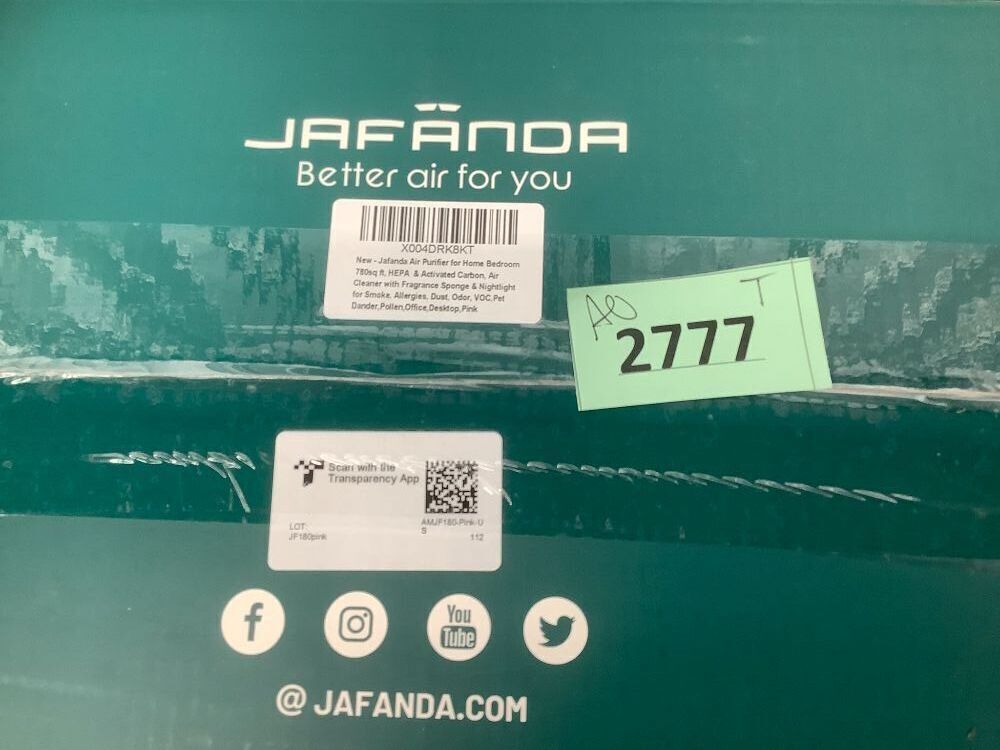 JAFANDA
Better air for you
X004DRK8KT
New - Jafanda Air Purifier for Home Bedroom
780sq ft, HEPA & Activated Carbon, Air
Cleaner with Fragrance Sponge & Nightlight
for Smoke, Allergies, Dust, Odor, VOC,Pet
Dander,Pollen,Office,Desktop,Pink
T
2777
Scan with the
Transparency App
LOT:
JF180pink
AMJF180-Pink-U
S
112
You
Tube
@ JAFANDA.COM